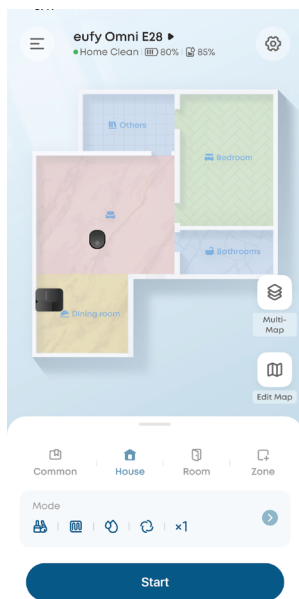 eufy Omni E28
Home Clean 80% 85%
Others
Bedroom
Bathrooms
Dining room
Multi-
Map
Edit Map
Common
House
Room
Zone
Mode
×1
Start